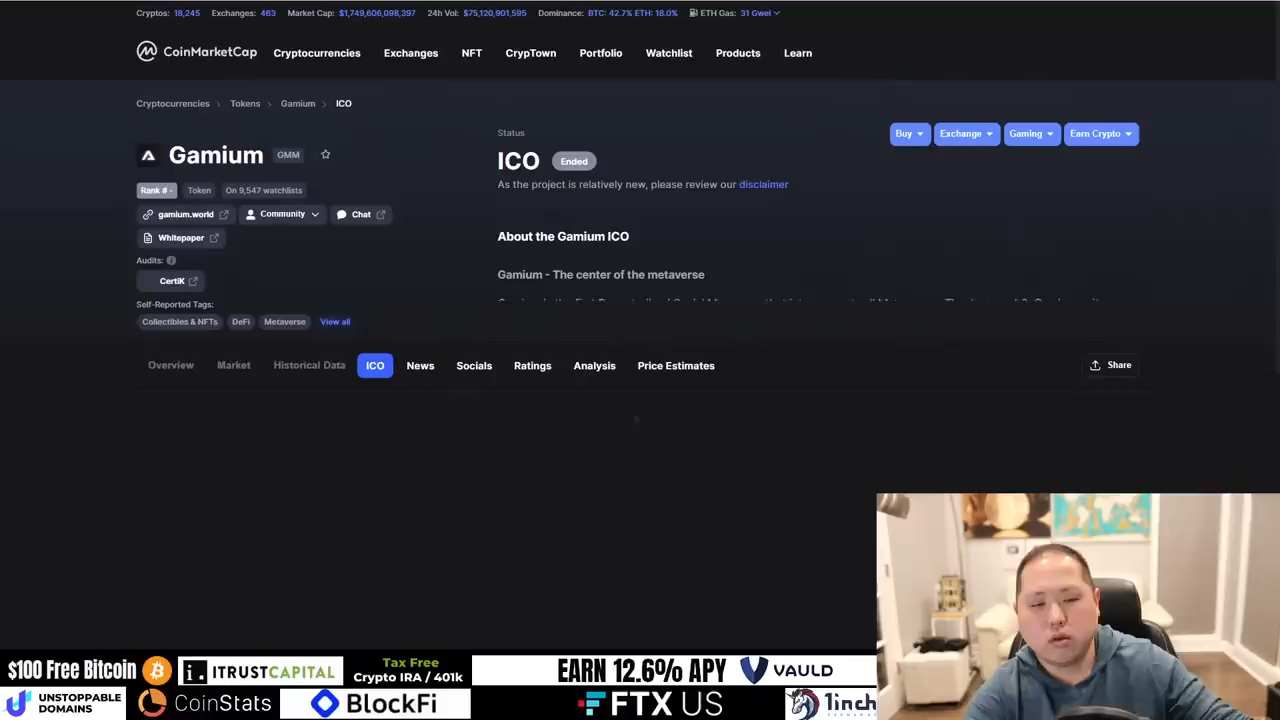 Cryptos: 18,245 Exchanges: 463 Market Cap: $1,749,606,098,397 24h Vol: $75,120,901,595 Dominance: BTC: 42.7% ETH: 18.0% ETH Gas: 31 Gwei
CoinMarketCap Cryptocurrencies Exchanges NFT CrypTown Portfolio Watchlist Products Learn
Cryptocurrencies Tokens Gamium ICO
Gamium GMM
Rank # - Token On 9,547 watchlists
gamium.world Community Chat
Whitepaper
Audits:
CertiK
Self-Reported Tags:
Collectibles & NFTs DeFi Metaverse View all
Status
ICO Ended
As the project is relatively new, please review our disclaimer
Buy Exchange Gaming Earn Crypto
About the Gamium ICO
Gamium - The center of the metaverse
Overview Market Historical Data ICO News Socials Ratings Analysis Price Estimates Share
$100 Free Bitcoin iTRUSTCAPITAL Tax Free Crypto IRA / 401k EARN 12.6% APY VAULD
UNSTOPPABLE DOMAINS CoinStats BlockFi FTX US 1inch
EXCHANGE